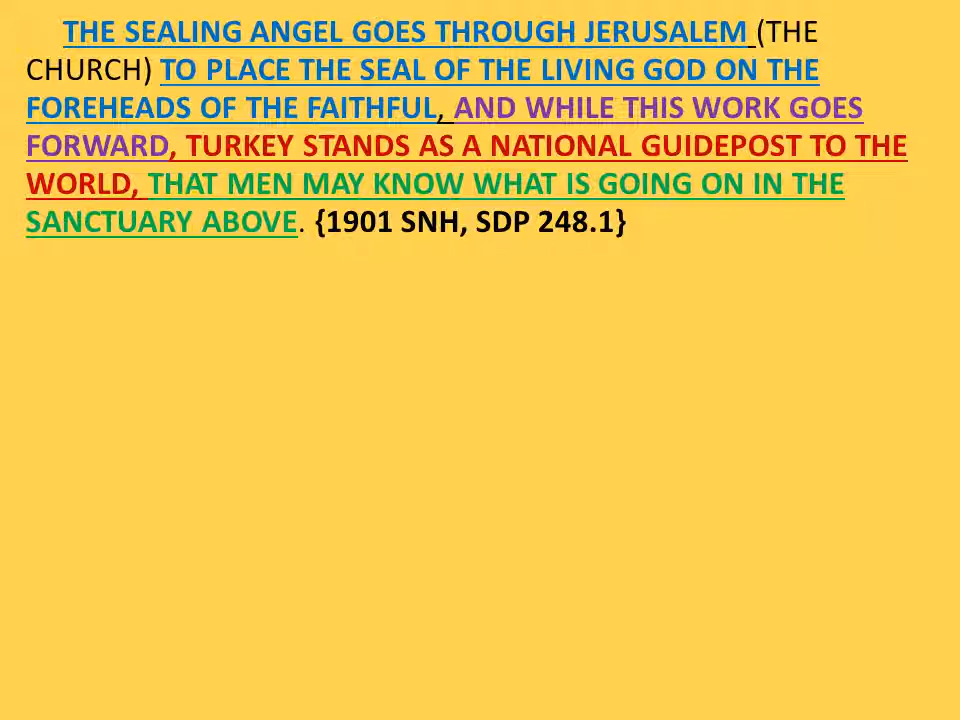 THE SEALING ANGEL GOES THROUGH JERUSALEM (THE
CHURCH) TO PLACE THE SEAL OF THE LIVING GOD ON THE
FOREHEADS OF THE FAITHFUL, AND WHILE THIS WORK GOES
FORWARD, TURKEY STANDS AS A NATIONAL GUIDEPOST TO THE
WORLD, THAT MEN MAY KNOW WHAT IS GOING ON IN THE
SANCTUARY ABOVE. {1901 SNH, SDP 248.1}